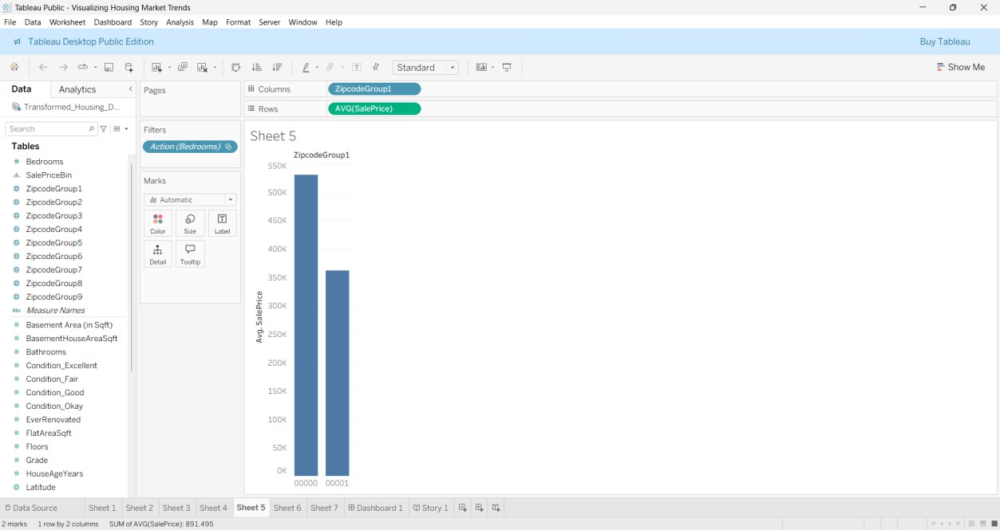 Tableau Public - Visualizing Housing Market Trends
File Data Worksheet Dashboard Story Analysis Map Format Server Window Help
Tableau Desktop Public Edition Buy Tableau
Standard Show Me
Data Analytics
Transformed_Housing_D...
Search
Tables
Bedrooms
SalePriceBin
ZipcodeGroup1
ZipcodeGroup2
ZipcodeGroup3
ZipcodeGroup4
ZipcodeGroup5
ZipcodeGroup6
ZipcodeGroup7
ZipcodeGroup8
ZipcodeGroup9
Abc Measure Names
Basement Area (in Sqft)
BasementHouseAreaSqft
Bathrooms
Condition_Excellent
Condition_Fair
Condition_Good
Condition_Okay
EverRenovated
FlatAreaSqft
Floors
Grade
HouseAgeYears
Latitude
Pages
Filters
Action (Bedrooms)
Marks
Automatic
Color Size Label
Detail Tooltip
Columns ZipcodeGroup1
Rows AVG(SalePrice)
Sheet 5
ZipcodeGroup1
550K
500K
450K
400K
350K
300K
250K
200K
150K
100K
50K
0K
Avg. SalePrice
00000 00001
Data Source Sheet 1 Sheet 2 Sheet 3 Sheet 4 Sheet 5 Sheet 6 Sheet 7 Dashboard 1 Story 1
2 marks 1 row by 2 columns SUM of AVG(SalePrice): 891,495